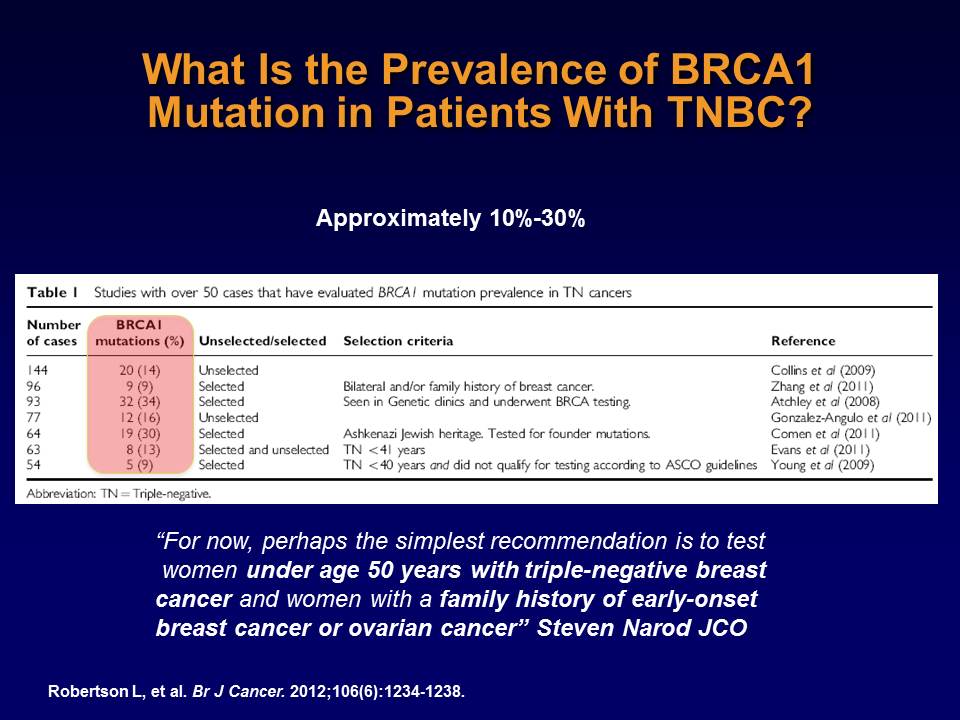 What Is the Prevalence of BRCA1
Mutation in Patients With TNBC?
Approximately 10%-30%
Table 1 Studies with over 50 cases that have evaluated BRCA1 mutation prevalence in TN cancers
Number of cases BRCA1 mutations (%) Unselected/selected Selection criteria Reference
144 20 (14) Unselected Collins et al (2009)
96 9 (9) Selected Bilateral and/or family history of breast cancer. Zhang et al (2011)
93 32 (34) Selected Seen in Genetic clinics and underwent BRCA testing. Atchley et al (2008)
77 12 (16) Unselected Gonzalez-Angulo et al (2011)
64 19 (30) Selected Ashkenazi Jewish heritage. Tested for founder mutations. Comen et al (2011)
63 8 (13) Selected and unselected TN <41 years Evans et al (2011)
54 5 (9) Selected TN <40 years and did not qualify for testing according to ASCO guidelines Young et al (2009)
Abbreviation: TN = Triple-negative.
“For now, perhaps the simplest recommendation is to test
women under age 50 years with triple-negative breast
cancer and women with a family history of early-onset
breast cancer or ovarian cancer” Steven Narod JCO
Robertson L, et al. Br J Cancer. 2012;106(6):1234-1238.